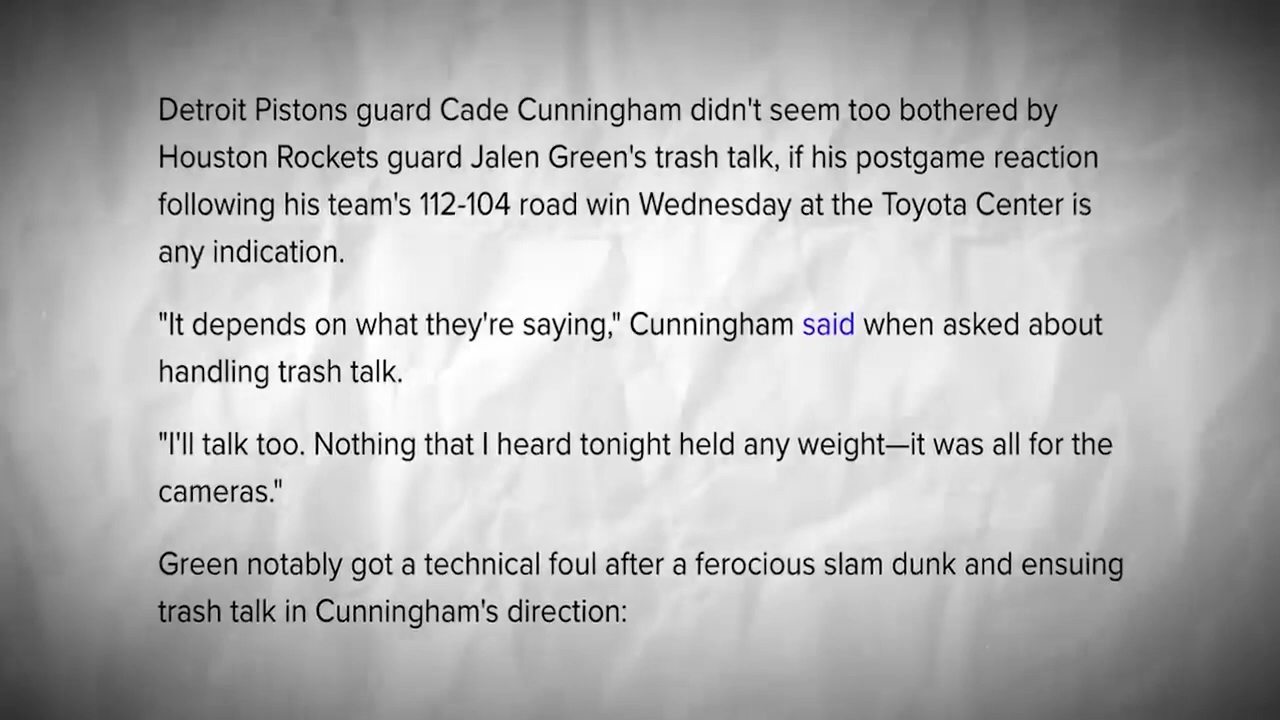 Detroit Pistons guard Cade Cunningham didn't seem too bothered by
Houston Rockets guard Jalen Green's trash talk, if his postgame reaction
following his team's 112-104 road win Wednesday at the Toyota Center is
any indication.
"It depends on what they're saying," Cunningham said when asked about
handling trash talk.
"I'll talk too. Nothing that I heard tonight held any weight—it was all for the
cameras."
Green notably got a technical foul after a ferocious slam dunk and ensuing
trash talk in Cunningham's direction: